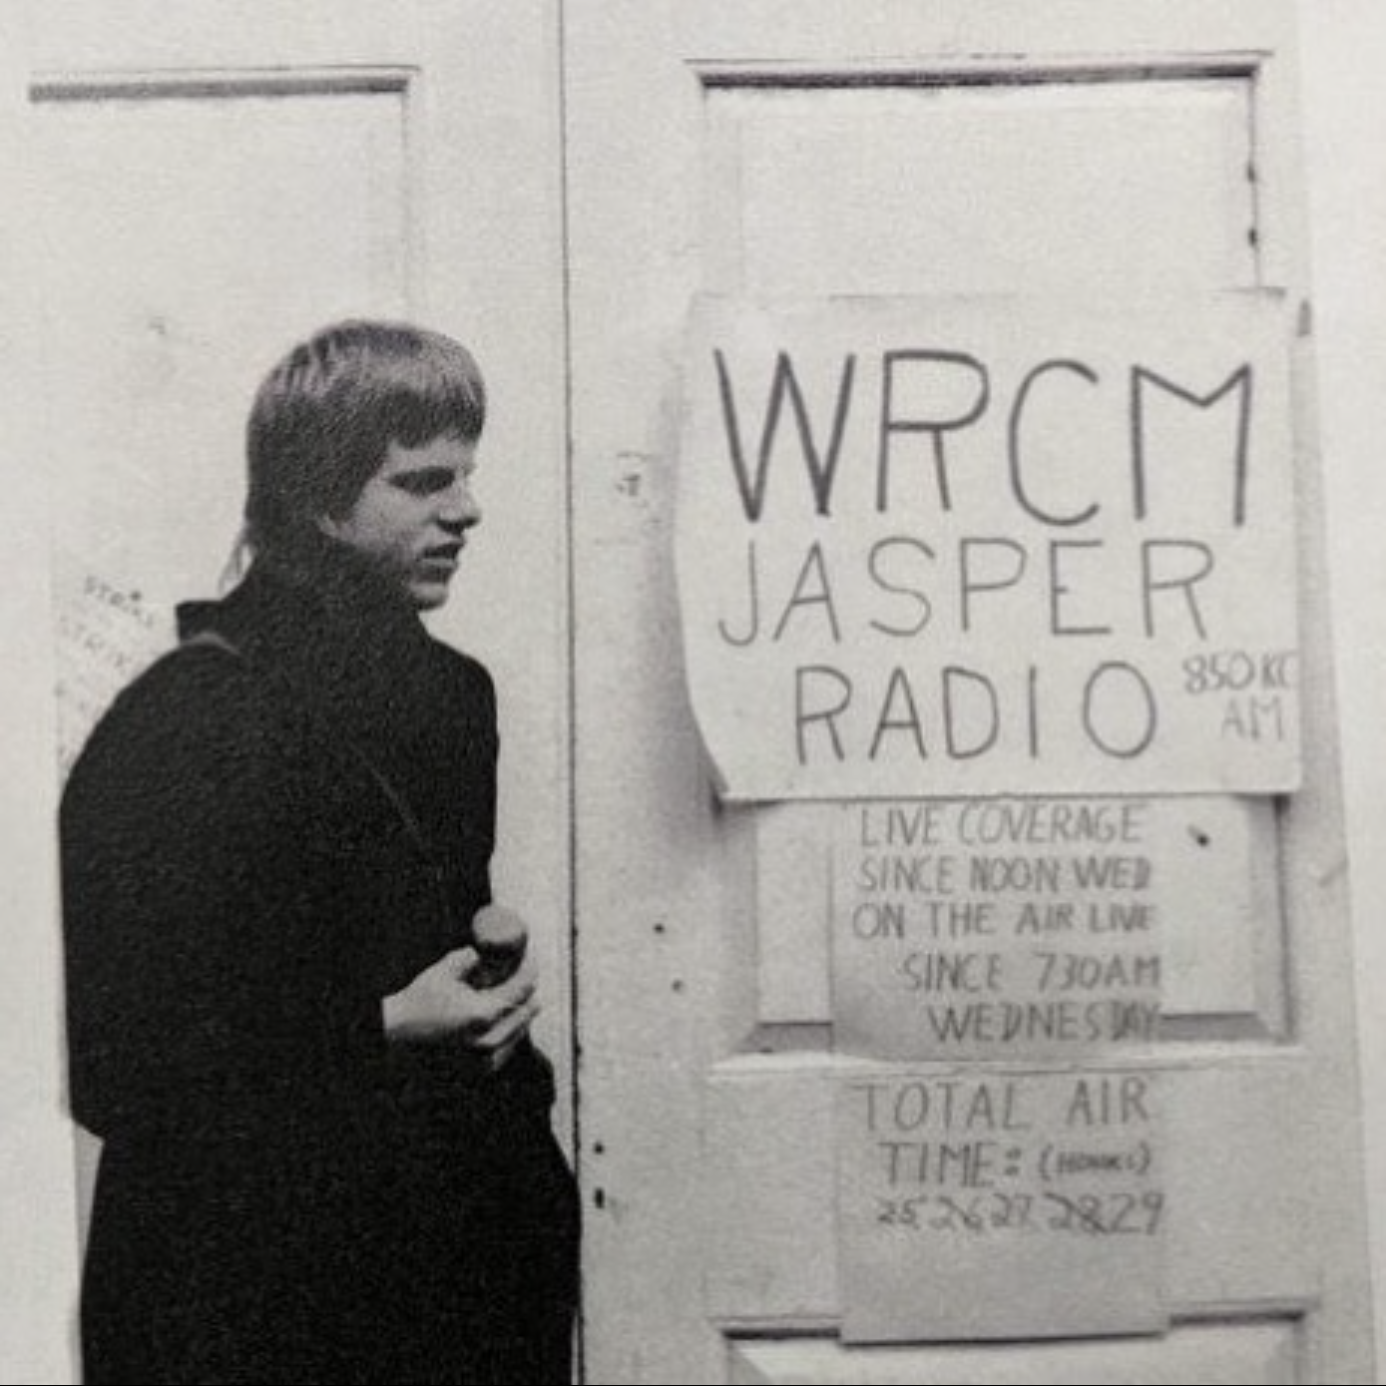 WRCM
JASPER
RADIO
850 KC
AM
LIVE COVERAGE
SINCE NOON WED
ON THE AIR LIVE
SINCE 730AM
WEDNESDAY
TOTAL AIR
TIME: (HOURS)
25 26 27 28 29
STRIKE